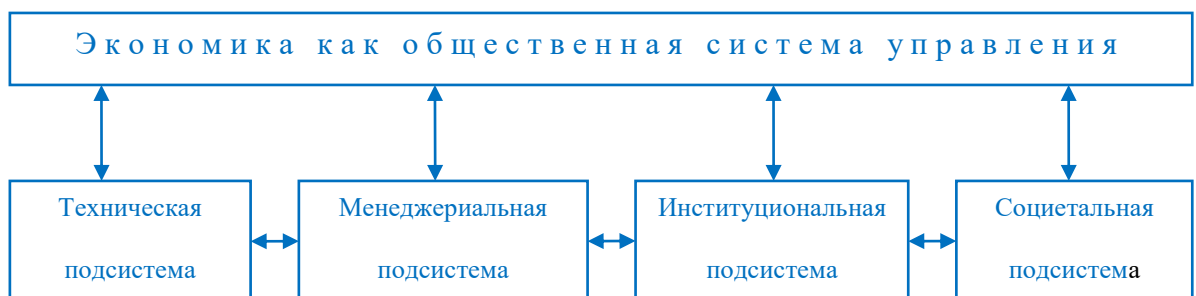 Экономика как общественная система управления
Техническая
подсистема
Менеджериальная
подсистема
Институциональная
подсистема
Социетальная
подсистема